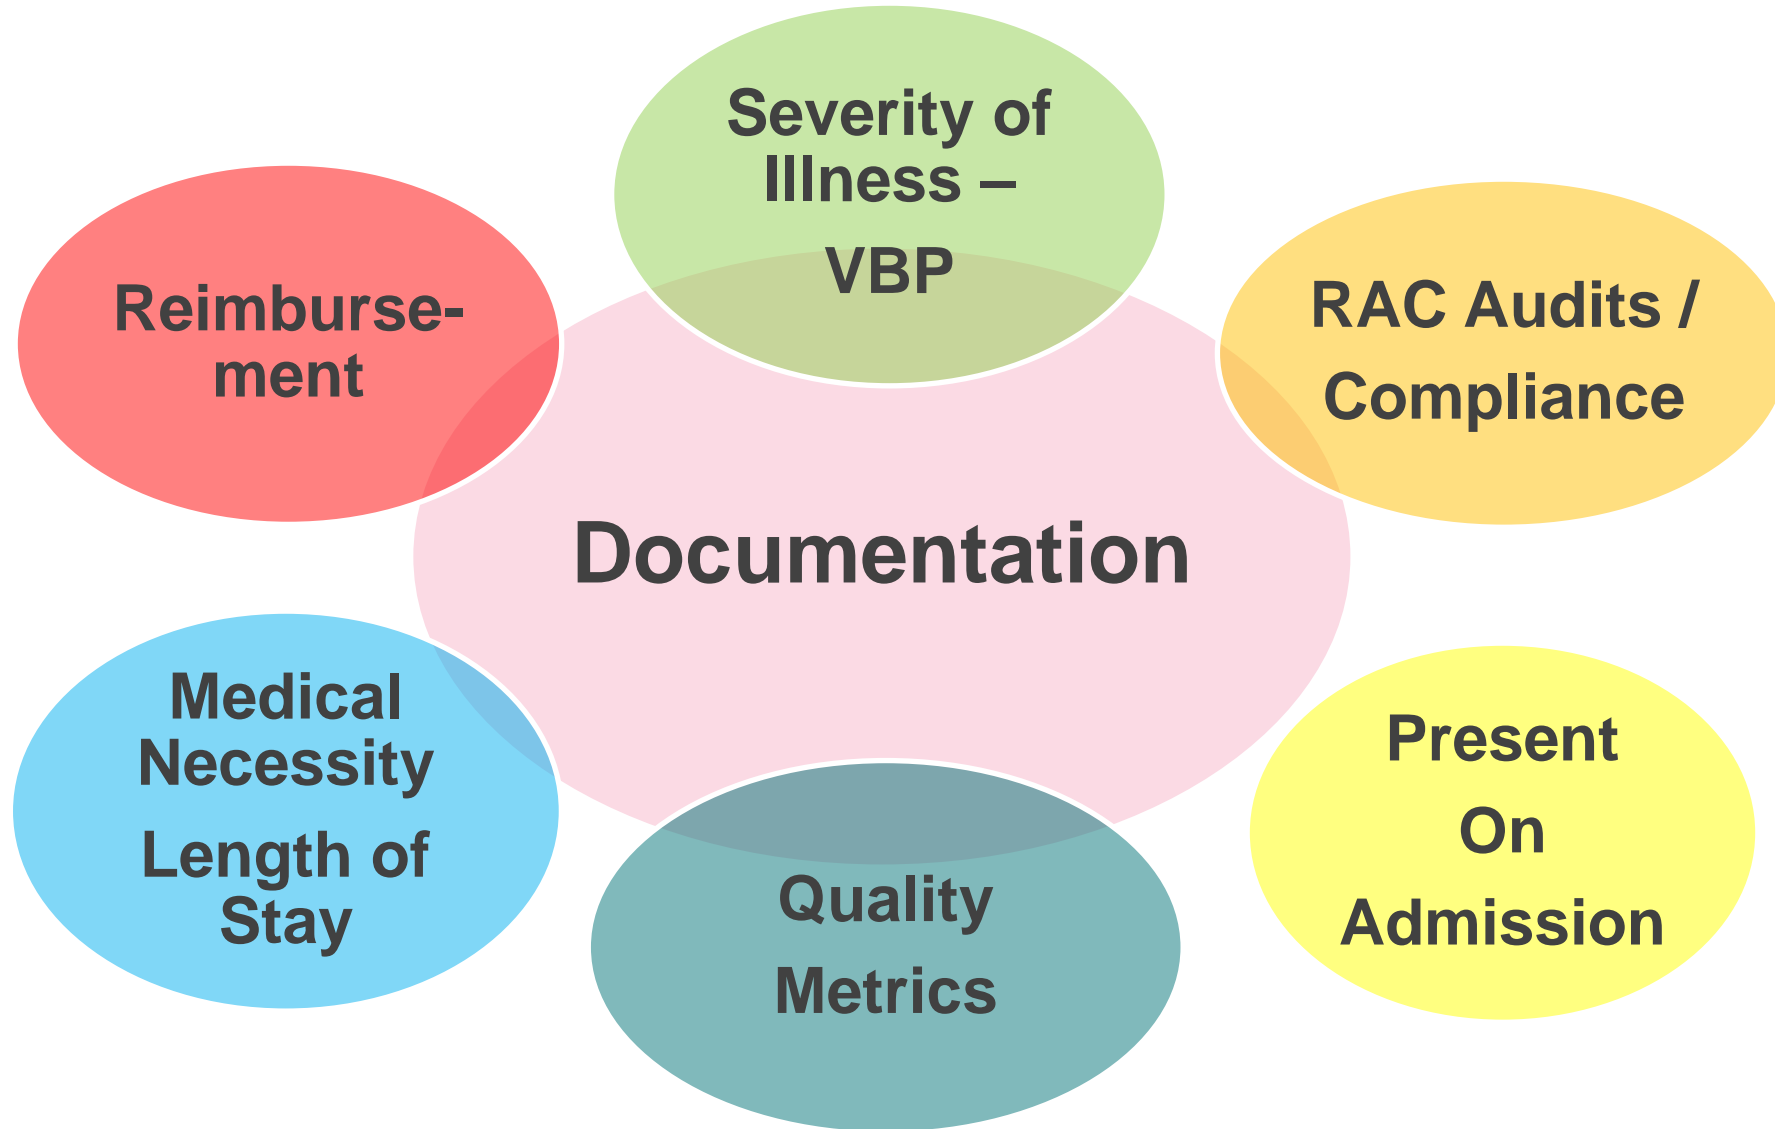 Severity of
Illness –
VBP
Reimburse-
ment
RAC Audits /
Compliance
Documentation
Medical
Necessity
Length of
Stay
Present
On
Admission
Quality
Metrics